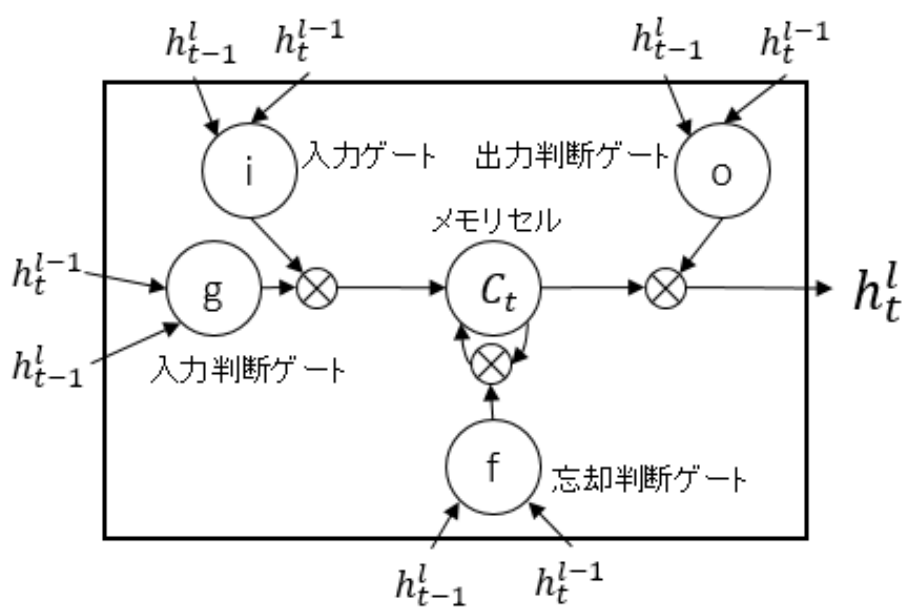 h_{t-1}^{l} h_{t}^{l-1} h_{t-1}^{l} h_{t}^{l-1}
i 入力ゲート 出力判断ゲート o
メモリセル
h_{t}^{l-1} g C_t h_{t}^{l}
h_{t-1}^{l} 入力判断ゲート
f 忘却判断ゲート
h_{t-1}^{l} h_{t}^{l-1}